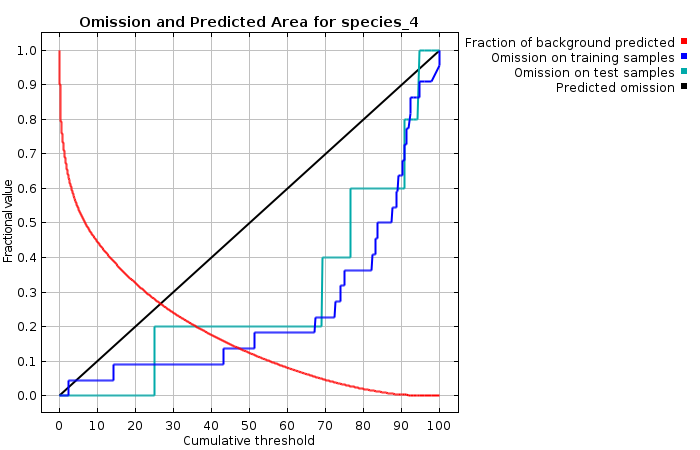 Omission and Predicted Area for species_4
Fraction of background predicted
Omission on training samples
Omission on test samples
Predicted omission
Fractional value
1.0
0.9
0.8
0.7
0.6
0.5
0.4
0.3
0.2
0.1
0.0
0 10 20 30 40 50 60 70 80 90 100
Cumulative threshold